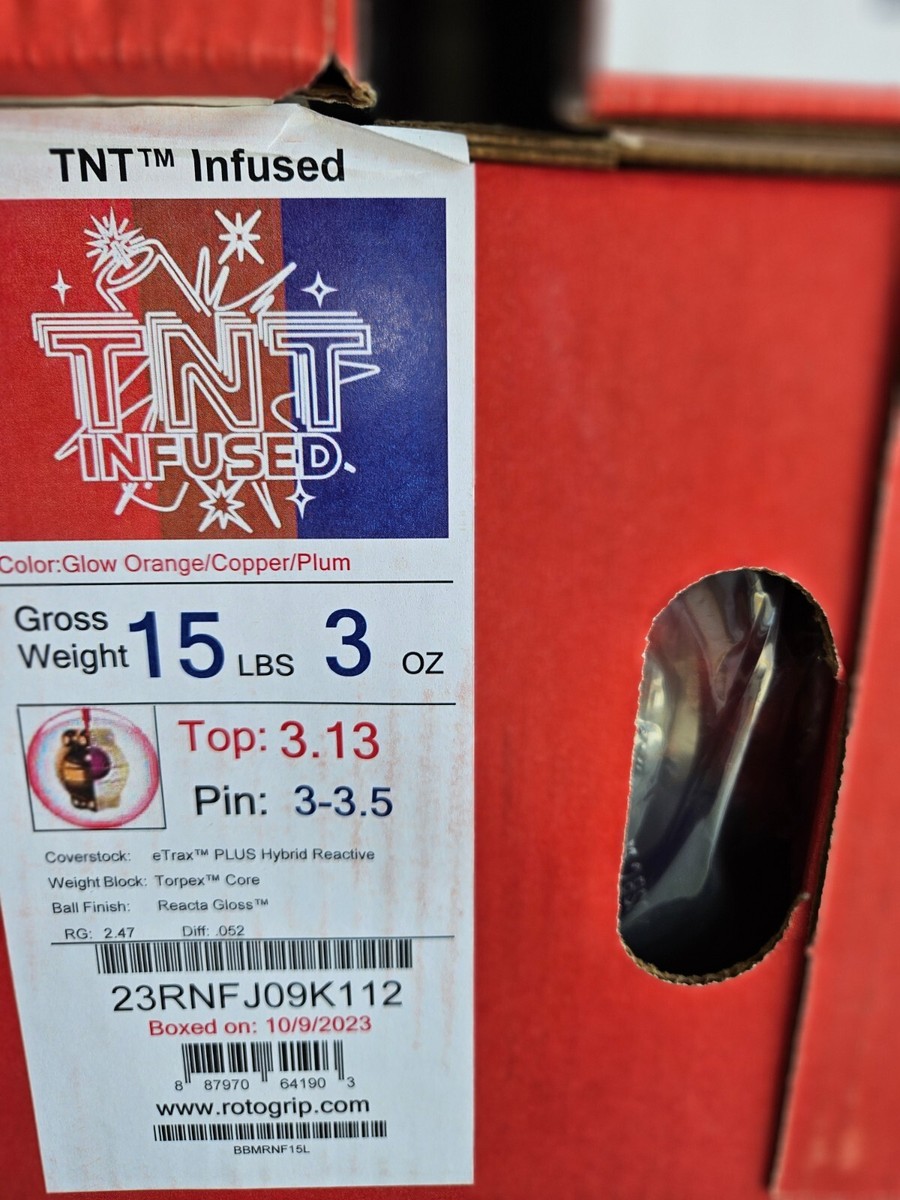 TNT™ Infused
TNT
INFUSED
Color:Glow Orange/Copper/Plum
Gross Weight 15 LBS 3 OZ
Top: 3.13
Pin: 3-3.5
Coverstock: eTrax™ PLUS Hybrid Reactive
Weight Block: Torpex™ Core
Ball Finish: Reacta Gloss™
RG: 2.47 Diff: .052
23RNFJ09K112
Boxed on: 10/9/2023
8 87970 64190 3
www.rotogrip.com
BBMRNF15L